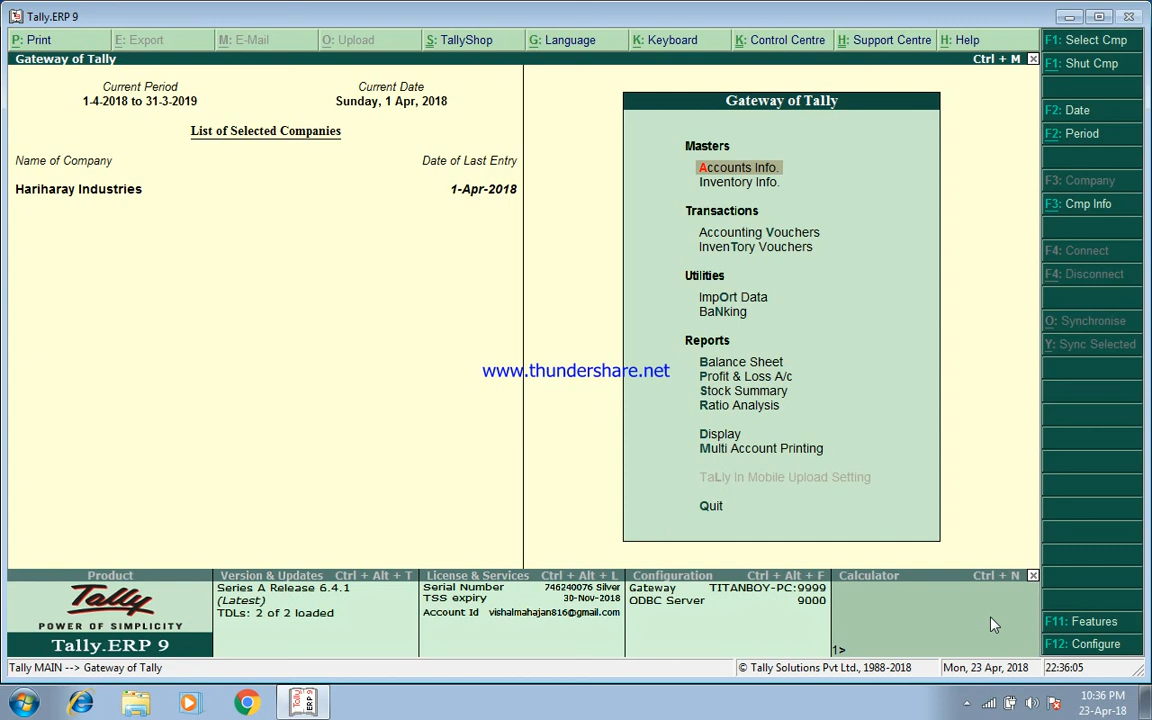 Tally.ERP 9
P: Print
E: Export
M: E-Mail
O: Upload
S: TallyShop
G: Language
K: Keyboard
K: Control Centre
H: Support Centre
H: Help
Gateway of Tally
Ctrl + M
Current Period
1-4-2018 to 31-3-2019
Current Date
Sunday, 1 Apr, 2018
List of Selected Companies
Name of Company
Date of Last Entry
Hariharay Industries
1-Apr-2018
Gateway of Tally
Masters
Accounts Info.
Inventory Info.
Transactions
Accounting Vouchers
InvenTory Vouchers
Utilities
ImpOrt Data
BaNking
Reports
Balance Sheet
Profit & Loss A/c
Stock Summary
Ratio Analysis
Display
Multi Account Printing
TaLly In Mobile Upload Setting
Quit
www.thundershare.net
F1: Select Cmp
F1: Shut Cmp
F2: Date
F2: Period
F3: Company
F3: Cmp Info
F4: Connect
F4: Disconnect
O: Synchronise
Y: Sync Selected
F11: Features
F12: Configure
Product
Tally
POWER OF SIMPLICITY
Tally.ERP 9
Version & Updates Ctrl + Alt + T
Series A Release 6.4.1
(Latest)
TDLs: 2 of 2 loaded
License & Services Ctrl + Alt + L
Serial Number 746240076 Silver
TSS expiry 30-Nov-2018
Account Id vishalmahajan816@gmail.com
Configuration Ctrl + Alt + F
Gateway TITANBOY-PC:9999
ODBC Server 9000
Calculator Ctrl + N
1>
Tally MAIN --> Gateway of Tally
© Tally Solutions Pvt Ltd., 1988-2018
Mon, 23 Apr, 2018
22:36:05
Tally
ERP 9
10:36 PM
23-Apr-18